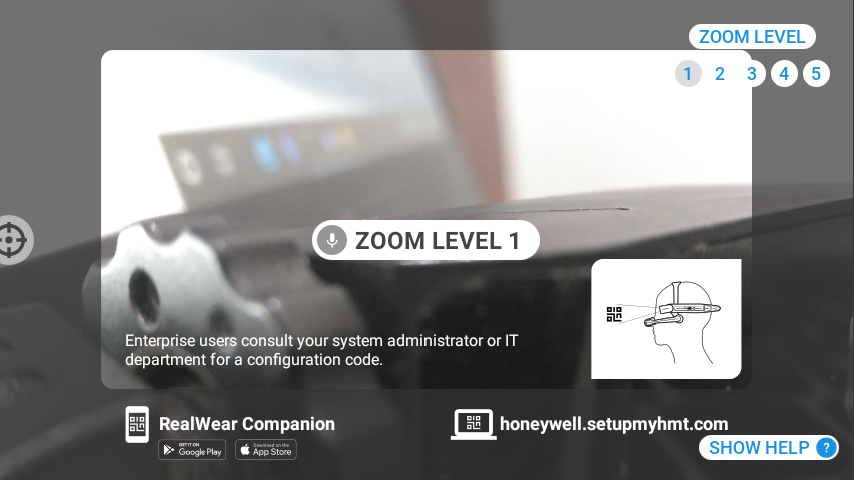 ZOOM LEVEL
1 2 3 4 5
ZOOM LEVEL 1
Enterprise users consult your system administrator or IT
department for a configuration code.
RealWear Companion
GET IT ON
Google Play
Download on the
App Store
honeywell.setupmyhmt.com
SHOW HELP ?